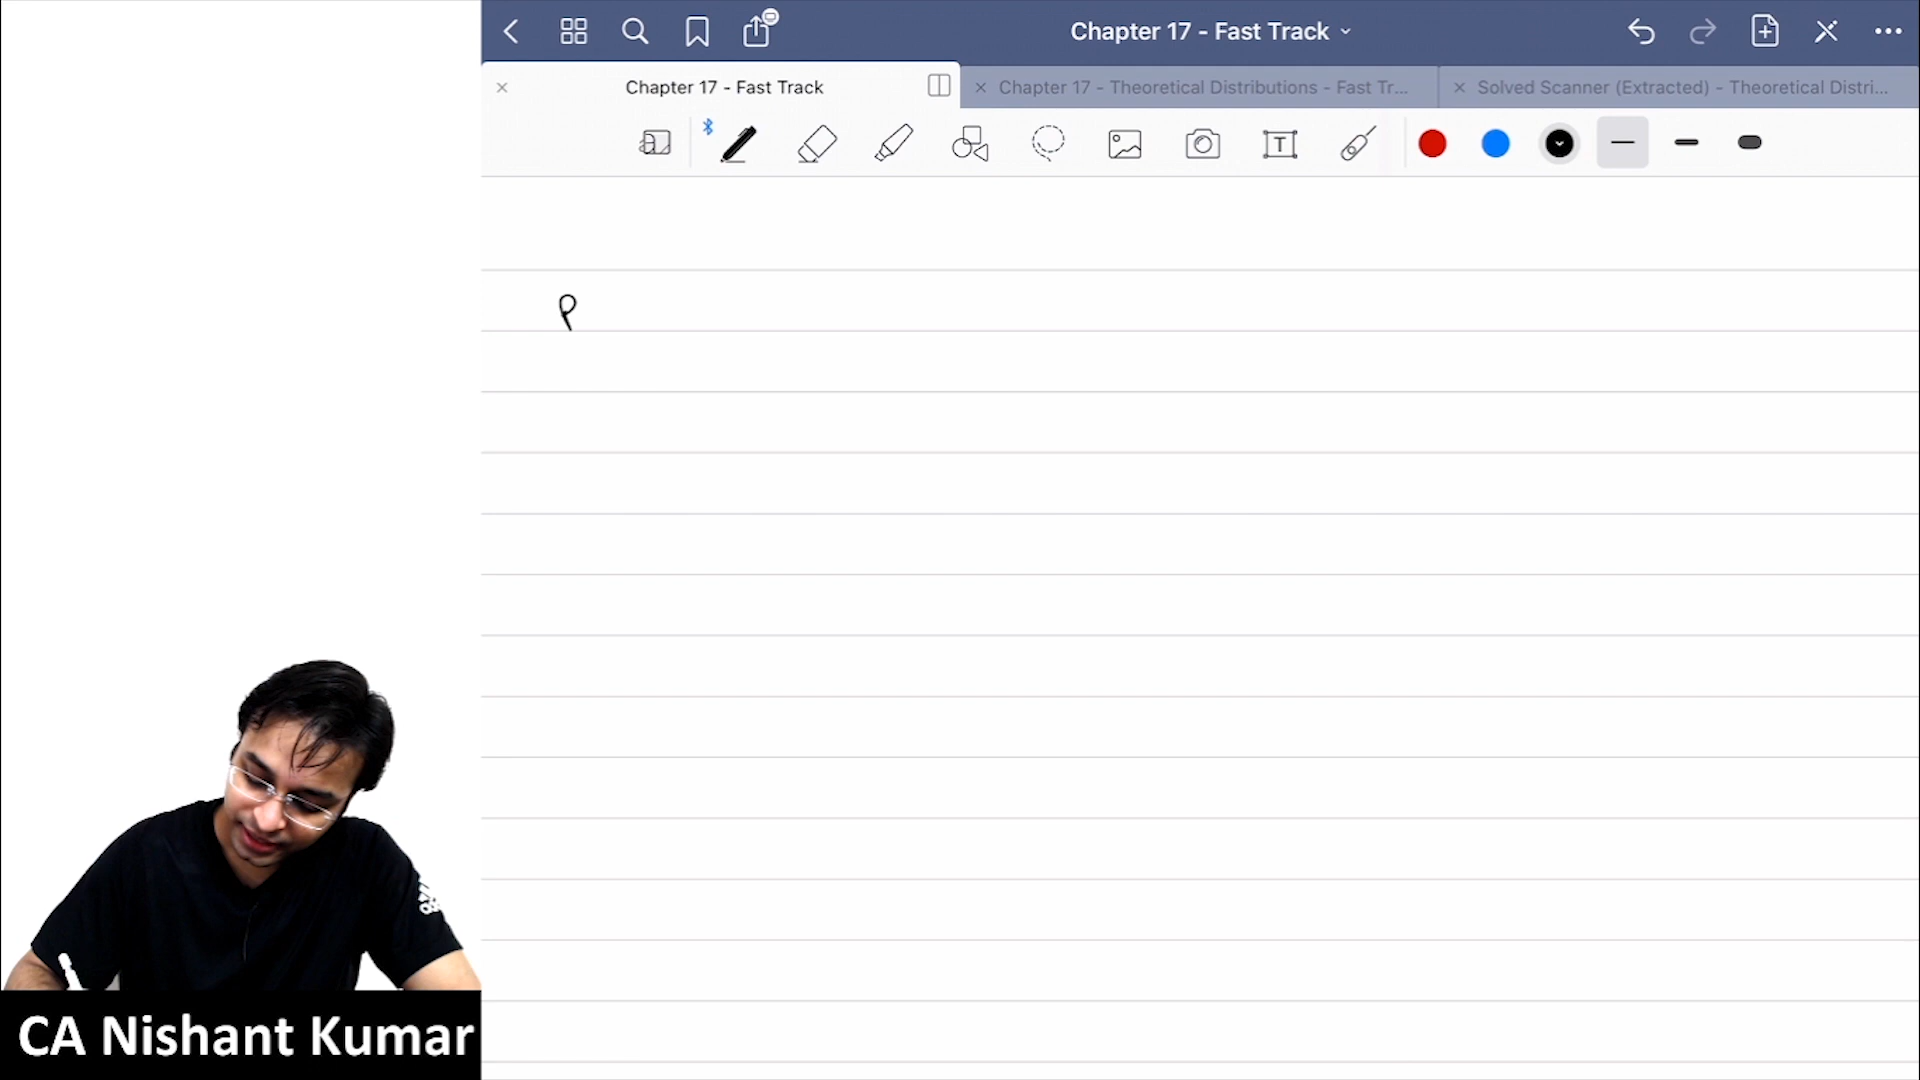 Chapter 17 - Fast Track
Chapter 17 - Fast Track
Chapter 17 - Theoretical Distributions - Fast Tr...
Solved Scanner (Extracted) - Theoretical Distri...
T
P
CA Nishant Kumar